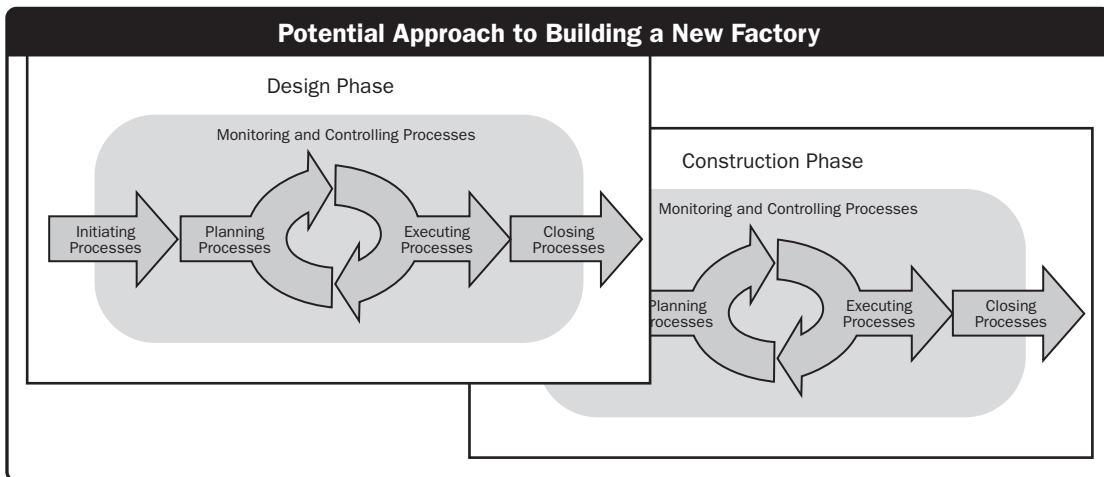 Potential Approach to Building a New Factory
Design Phase
Monitoring and Controlling Processes
Initiating
Processes
Planning
Processes
Executing
Processes
Closing
Processes
Construction Phase
Monitoring and Controlling Processes
Planning
rocesses
Executing
Processes
Closing
Processes